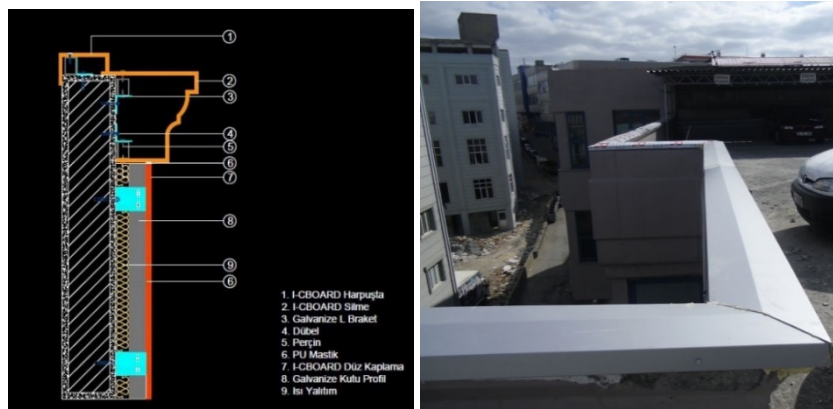 1
2
3
4
5
6
7
8
9
6
1. I-CBOARD Harpuşta
2. I-CBOARD Silme
3. Galvanize L Braket
4. Dübel
5. Perçin
6. PU Mastik
7. I-CBOARD Düz Kaplama
8. Galvanize Kutu Profil
9. Isı Yalıtım